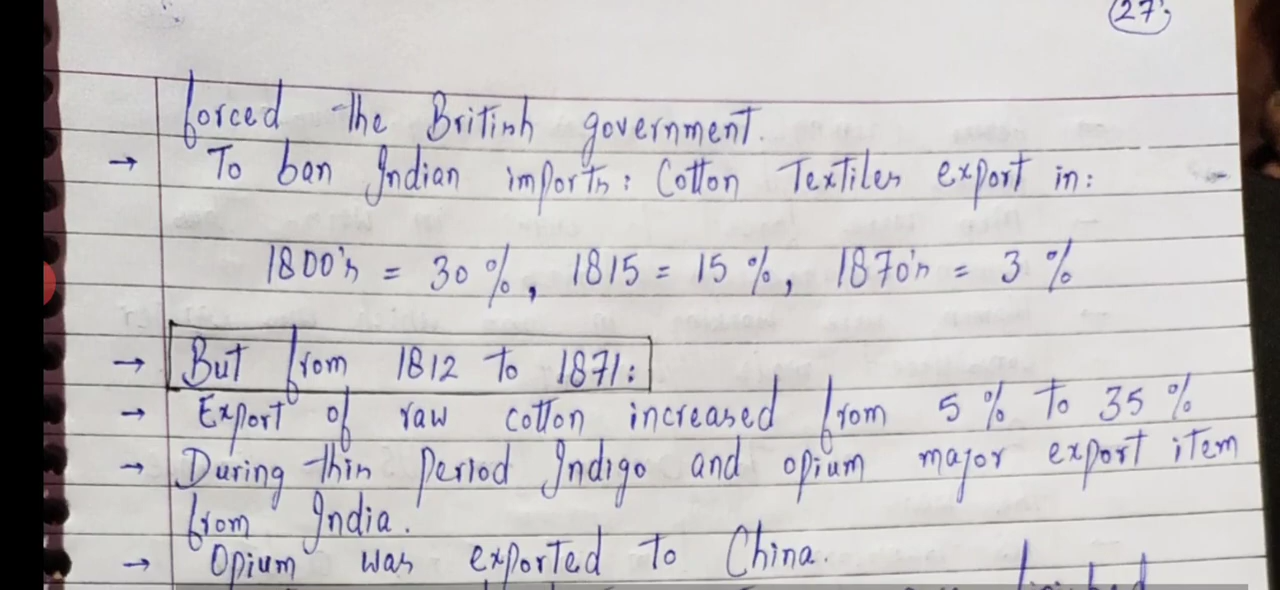 27
forced the British government.
→ To ban Indian imports: Cotton Textiles export in:
1800's = 30 %, 1815 = 15 %, 1870's = 3 %
→ But from 1812 To 1871:
→ Export of raw cotton increased from 5 % To 35 %
→ During this Period Indigo and opium major export item
from India.
→ Opium was exported To China.